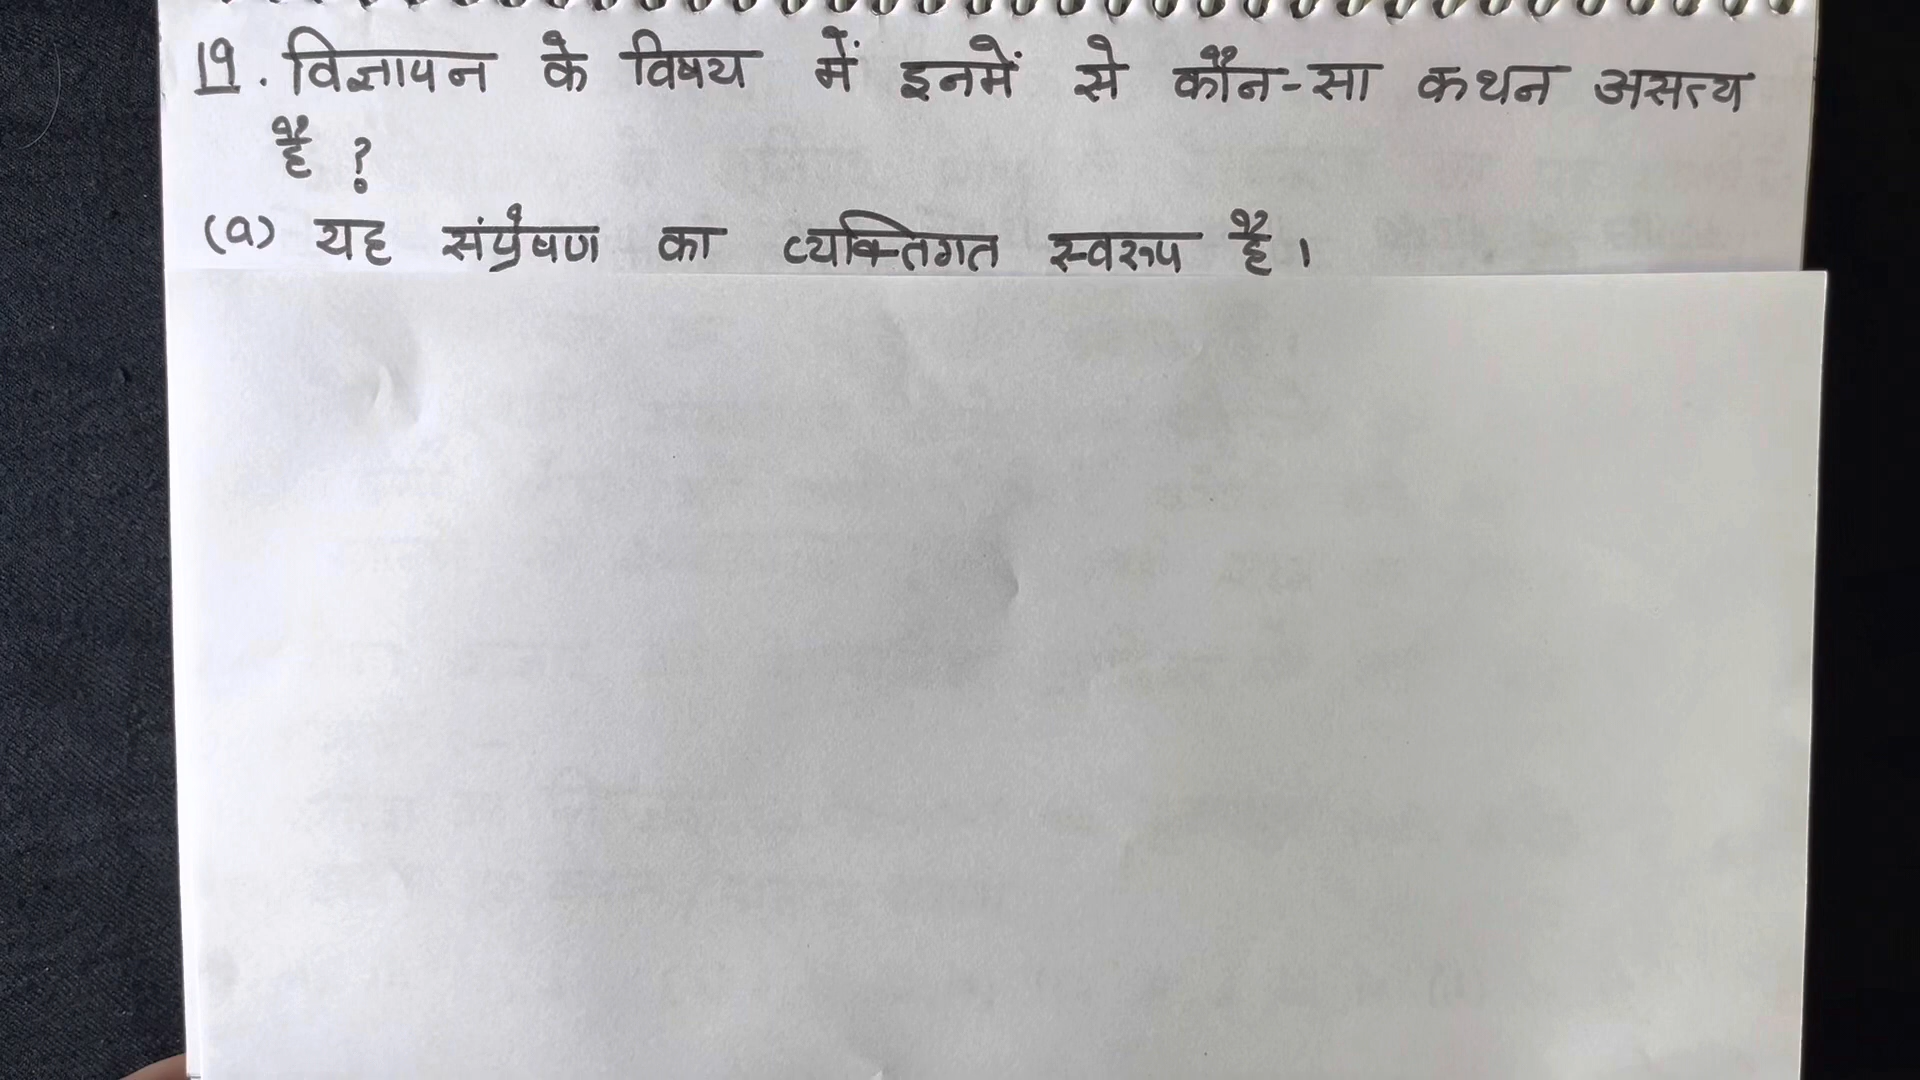 19. विज्ञापन के विषय में इनमें से कौन-सा कथन असत्य
है ?
(a) यह संप्रेषण का व्यक्तिगत स्वरूप है।